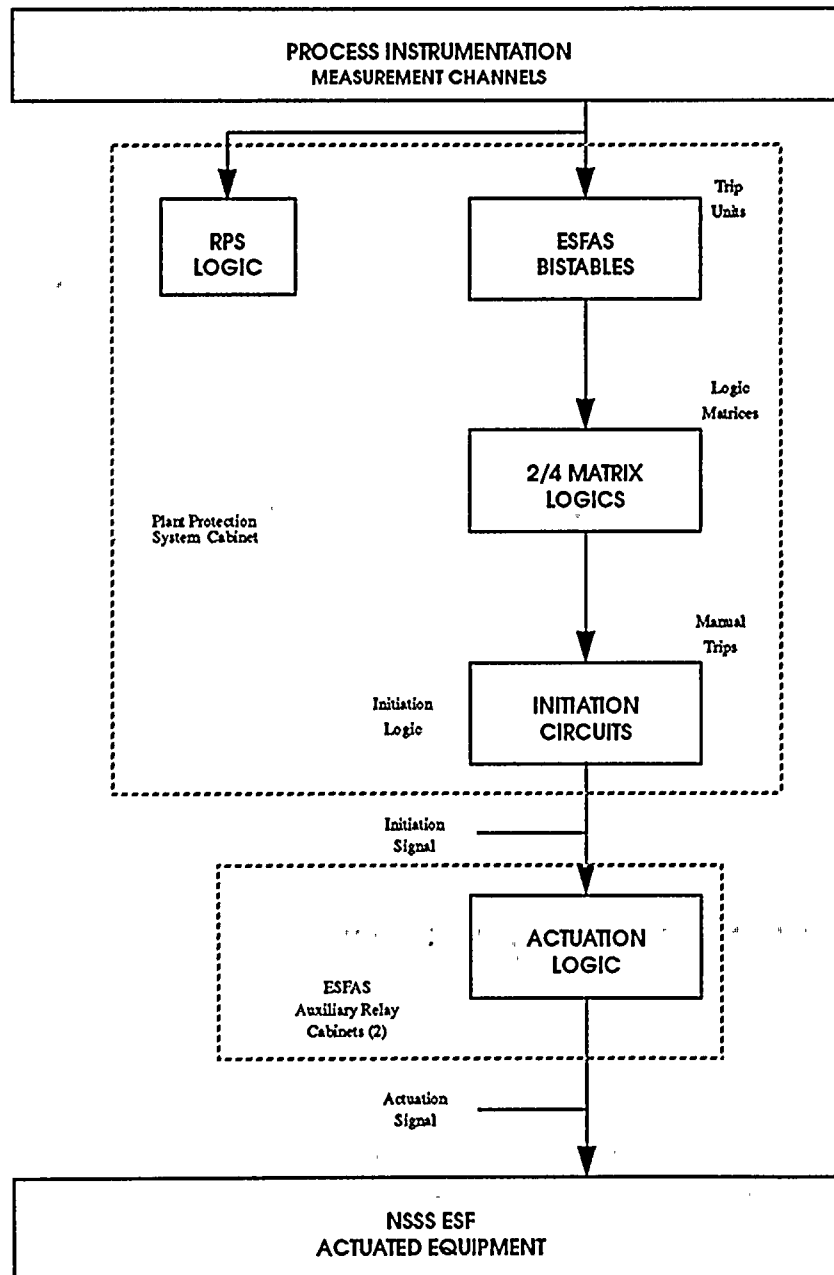 PROCESS INSTRUMENTATION
MEASUREMENT CHANNELS
RPS
LOGIC
Trip
Units
ESFAS
BISTABLES
Logic
Matrices
2/4 MATRIX
LOGICS
Plant Protection
System Cabinet
Manual
Trips
Initiation
Logic
INITIATION
CIRCUITS
Initiation
Signal
ACTUATION
LOGIC
ESFAS
Auxiliary Relay
Cabinets (2)
Actuation
Signal
NSSS ESF
ACTUATED EQUIPMENT